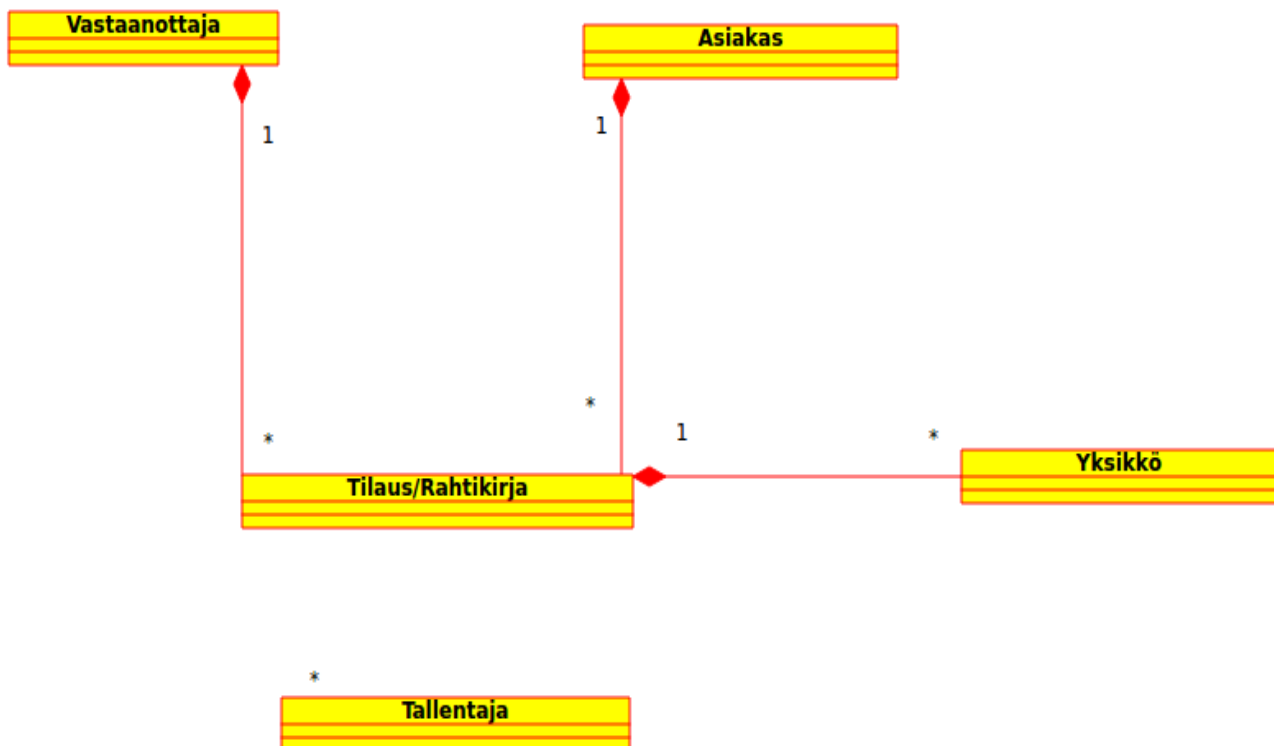 Vastaanottaja
Asiakas
1
1
*
*
1
*
Yksikkö
Tilaus/Rahtikirja
*
Tallentaja